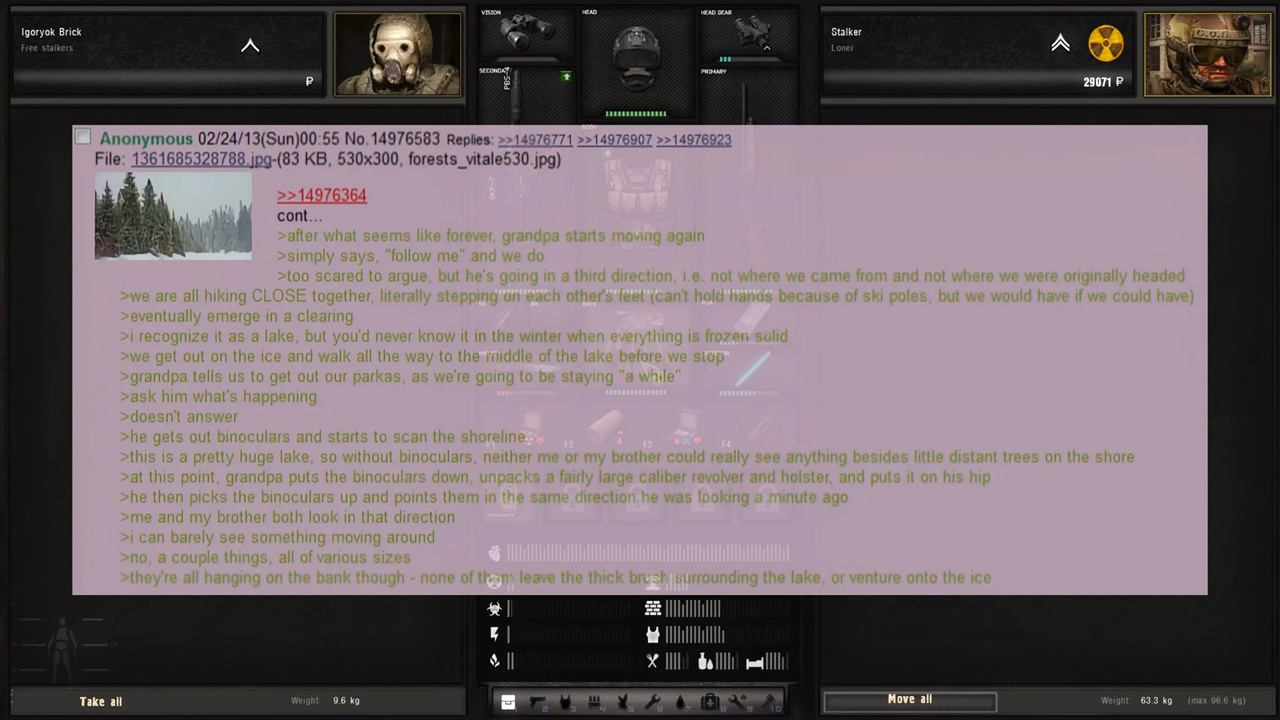 Igoryok Brick
Free stalkers
₽
VISION
HEAD
HEAD GEAR
SECONDARY
PBS-4
PRIMARY
Stalker
Loner
29071 ₽
Anonymous 02/24/13(Sun)00:55 No.14976583 Replies: >>14976771 >>14976907 >>14976923
File: 1361685328788.jpg-(83 KB, 530x300, forests_vitale530.jpg)
>>14976364
cont...
>after what seems like forever, grandpa starts moving again
>simply says, "follow me" and we do
>too scared to argue, but he's going in a third direction, i.e. not where we came from and not where we were originally headed
>we are all hiking CLOSE together, literally stepping on each other's feet (can't hold hands because of ski poles, but we would have if we could have)
>eventually emerge in a clearing
>i recognize it as a lake, but you'd never know it in the winter when everything is frozen solid
>we get out on the ice and walk all the way to the middle of the lake before we stop
>grandpa tells us to get out our parkas, as we're going to be staying "a while"
>ask him what's happening
>doesn't answer
>he gets out binoculars and starts to scan the shoreline
F1 F2 F3 F4
>this is a pretty huge lake, so without binoculars, neither me or my brother could really see anything besides little distant trees on the shore
>at this point, grandpa puts the binoculars down, unpacks a fairly large caliber revolver and holster, and puts it on his hip
>he then picks the binoculars up and points them in the same direction he was looking a minute ago
>me and my brother both look in that direction
>i can barely see something moving around
>no, a couple things, all of various sizes
>they're all hanging on the bank though - none of them leave the thick brush surrounding the lake, or venture onto the ice
Take all
Weight: 9.6 kg
Move all
Weight: 63.3 kg (max 96.6 kg)